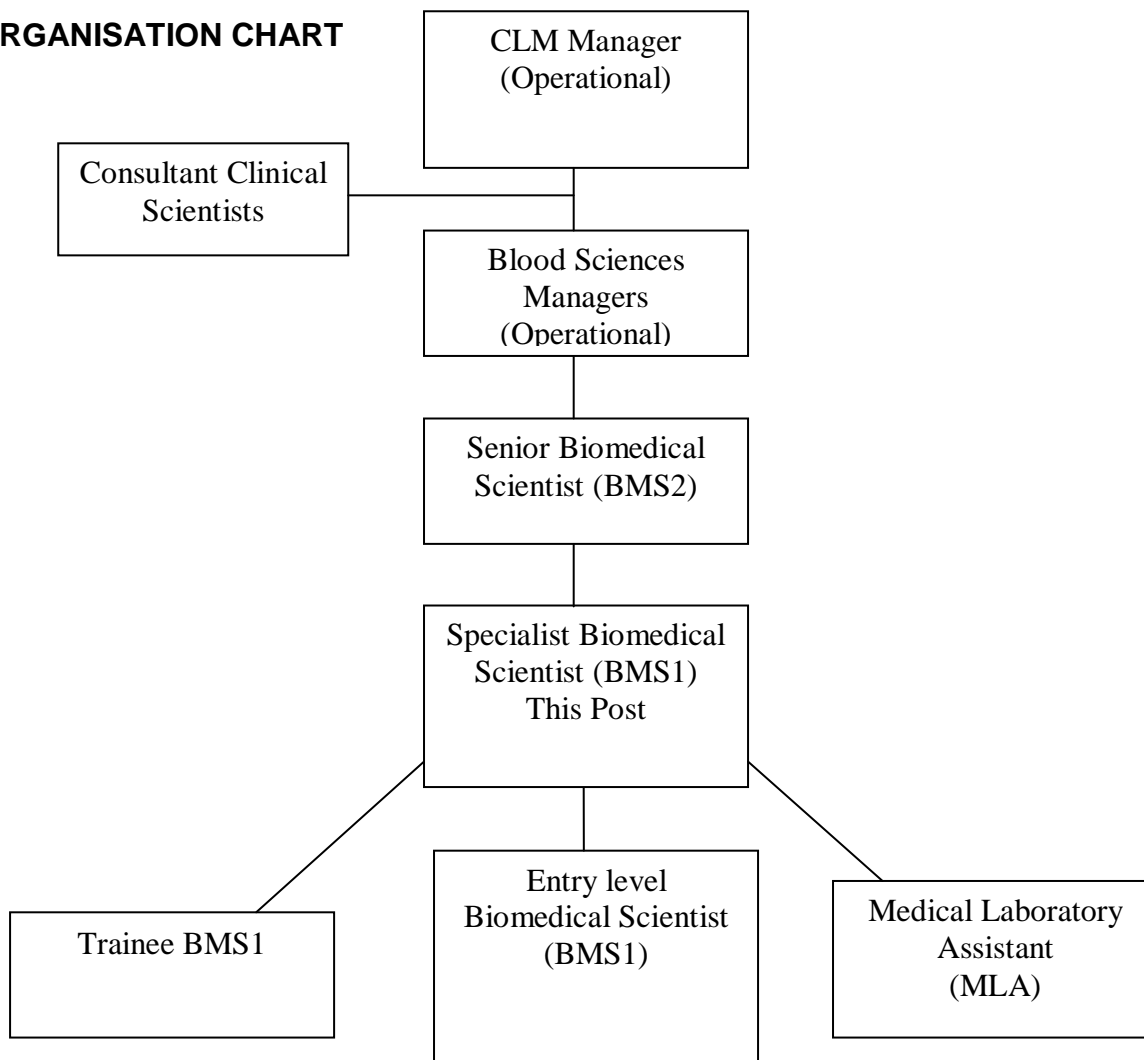 RGANISATION CHART
CLM Manager
(Operational)
Consultant Clinical
Scientists
Blood Sciences
Managers
(Operational)
Senior Biomedical
Scientist (BMS2)
Specialist Biomedical
Scientist (BMS1)
This Post
Trainee BMS1
Entry level
Biomedical Scientist
(BMS1)
Medical Laboratory
Assistant
(MLA)